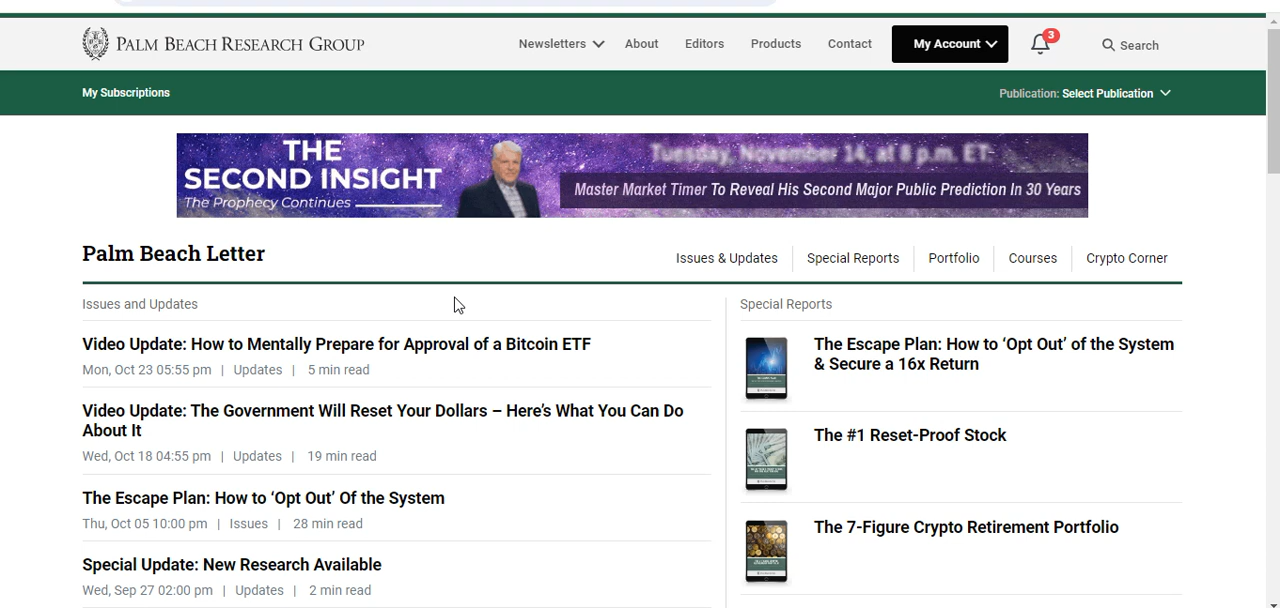 PALM BEACH RESEARCH GROUP
Newsletters
About
Editors
Products
Contact
My Account
3
Search
My Subscriptions
Publication: Select Publication
THE
SECOND INSIGHT
The Prophecy Continues
Tuesday, November 14, at 8 p.m. ET
Master Market Timer To Reveal His Second Major Public Prediction In 30 Years
Palm Beach Letter
Issues & Updates
Special Reports
Portfolio
Courses
Crypto Corner
Issues and Updates
Video Update: How to Mentally Prepare for Approval of a Bitcoin ETF
Mon, Oct 23 05:55 pm | Updates | 5 min read
Video Update: The Government Will Reset Your Dollars – Here's What You Can Do
About It
Wed, Oct 18 04:55 pm | Updates | 19 min read
The Escape Plan: How to ‘Opt Out’ Of the System
Thu, Oct 05 10:00 pm | Issues | 28 min read
Special Update: New Research Available
Wed, Sep 27 02:00 pm | Updates | 2 min read
Special Reports
The Escape Plan: How to ‘Opt Out’ of the System
& Secure a 16x Return
The #1 Reset-Proof Stock
The 7-Figure Crypto Retirement Portfolio